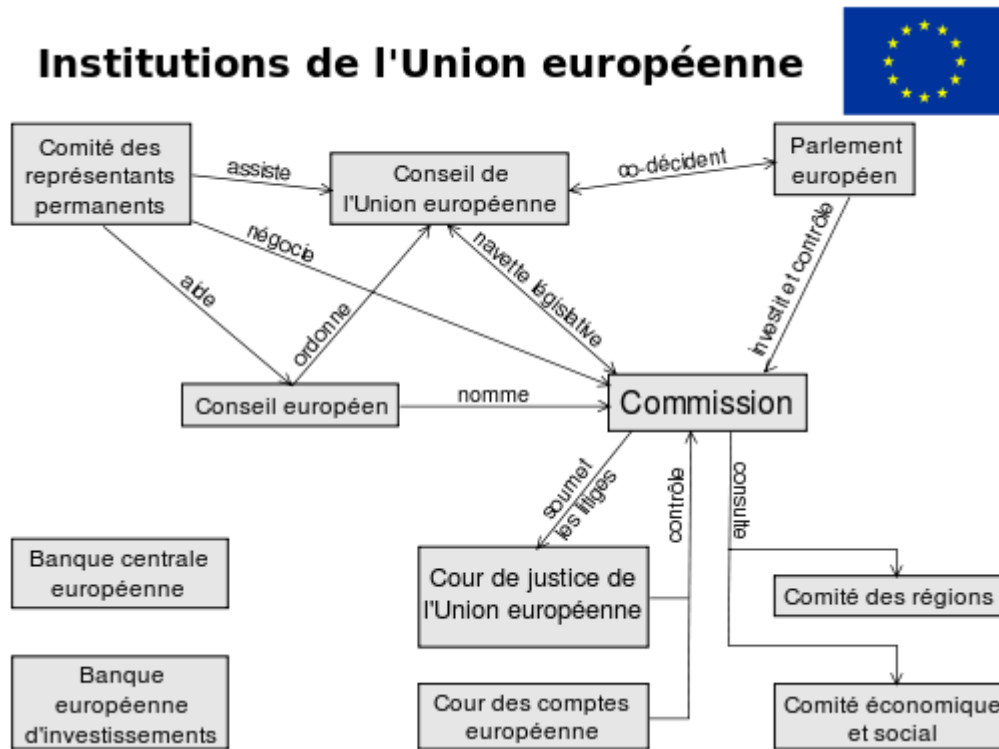 Institutions de l'Union européenne
Comité des
représentants
permanents
assiste
Conseil de
l'Union européenne
co-décident
Parlement
européen
négocie
navette législative
investit et contrôle
aide
ordonne
Conseil européen
nomme
Commission
soumet
les litiges
contrôle
consulte
Banque centrale
européenne
Cour de justice de
l'Union européenne
Comité des régions
Banque
européenne
d'investissements
Cour des comptes
européenne
Comité économique
et social